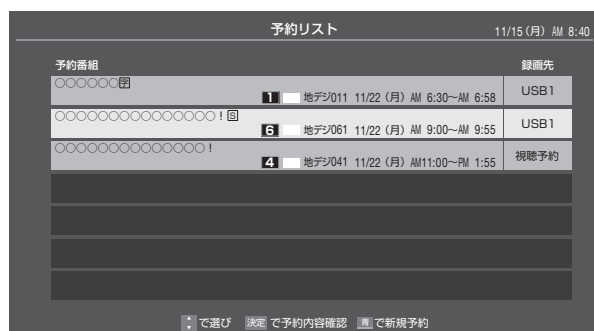 予約リスト
11/15(月) AM 8:40
予約番組
録画先
○○○○○○字
1 地デジ011 11/22 (月) AM 6:30～AM 6:58
USB1
○○○○○○○○○○○○○○○！S
6 地デジ061 11/22 (月) AM 9:00～AM 9:55
USB1
○○○○○○○○○○○○○○！
4 地デジ041 11/22 (月) AM11:00～PM 1:55
視聴予約
で選び 決定 で予約内容確認 青 で新規予約